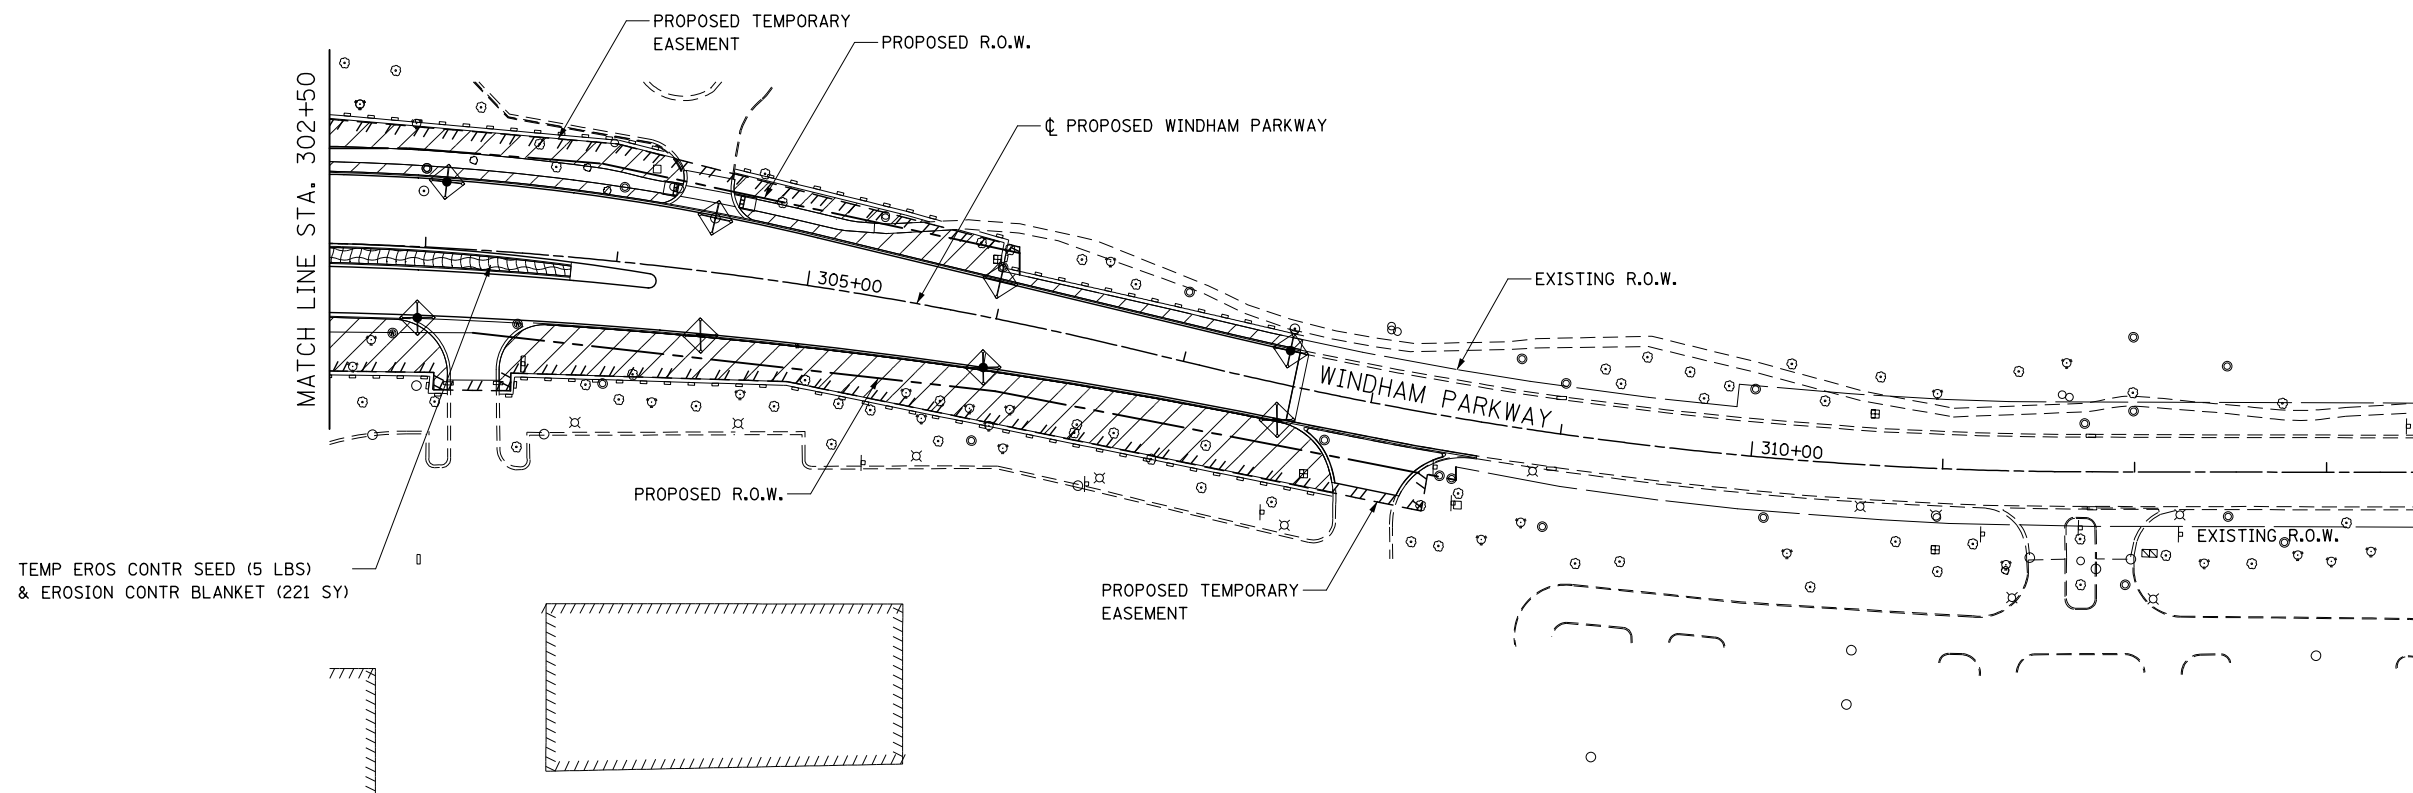 PROPOSED TEMPORARY
EASEMENT
PROPOSED R.O.W.
℄ PROPOSED WINDHAM PARKWAY
MATCH LINE STA. 302+50
305+00
EXISTING R.O.W.
WINDHAM PARKWAY
310+00
PROPOSED R.O.W.
EXISTING R.O.W.
TEMP EROS CONTR SEED (5 LBS)
& EROSION CONTR BLANKET (221 SY)
PROPOSED TEMPORARY
EASEMENT